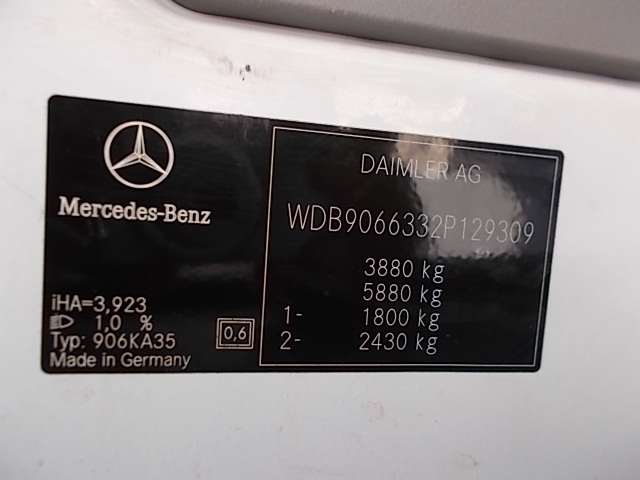 Mercedes-Benz
iHA=3,923
1,0 %
Typ: 906KA35
Made in Germany
0,6
DAIMLER AG
WDB9066332P129309
3880 kg
5880 kg
1- 1800 kg
2- 2430 kg